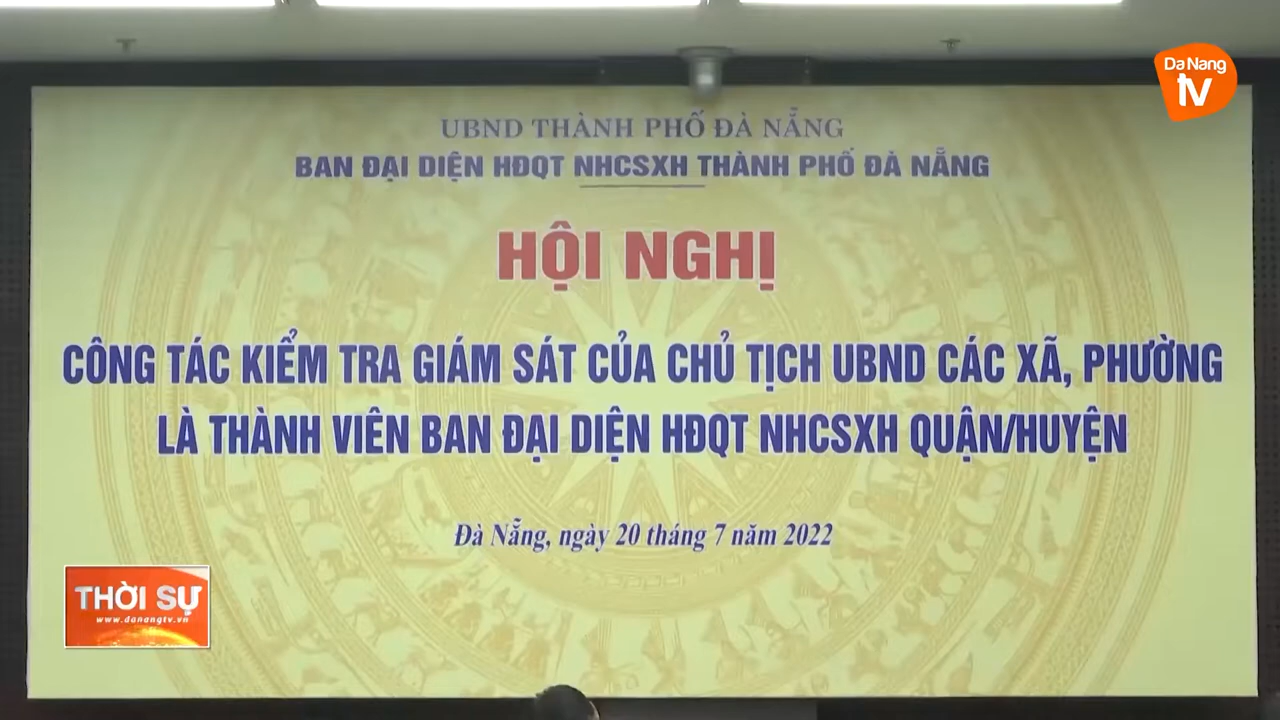 Da Nang
tv
UBND THÀNH PHỐ ĐÀ NẴNG
BAN ĐẠI DIỆN HĐQT NHCSXH THÀNH PHỐ ĐÀ NẴNG
HỘI NGHỊ
CÔNG TÁC KIỂM TRA GIÁM SÁT CỦA CHỦ TỊCH UBND CÁC XÃ, PHƯỜNG
LÀ THÀNH VIÊN BAN ĐẠI DIỆN HĐQT NHCSXH QUẬN/HUYỆN
Đà Nẵng, ngày 20 tháng 7 năm 2022
THỜI SỰ
www.danangtv.vn